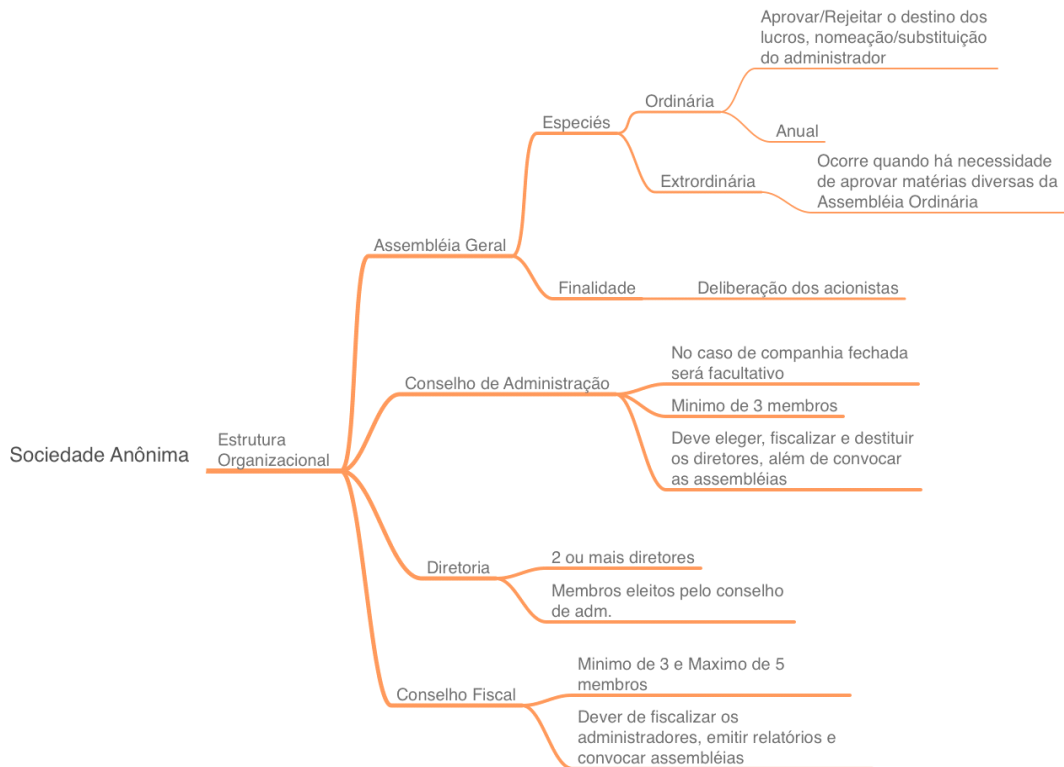 Aprovar/Rejeitar o destino dos
lucros, nomeação/substituição
do administrador
Ordinária
Especiés
Anual
Ocorre quando há necessidade
de aprovar matérias diversas da
Assembléia Ordinária
Extrordinária
Assembléia Geral
Finalidade
Deliberação dos acionistas
No caso de companhia fechada
será facultativo
Conselho de Administração
Minimo de 3 membros
Deve eleger, fiscalizar e destituir
os diretores, além de convocar
as assembléias
Sociedade Anônima
Estrutura
Organizacional
2 ou mais diretores
Diretoria
Membros eleitos pelo conselho
de adm.
Minimo de 3 e Maximo de 5
membros
Conselho Fiscal
Dever de fiscalizar os
administradores, emitir relatórios e
convocar assembléias